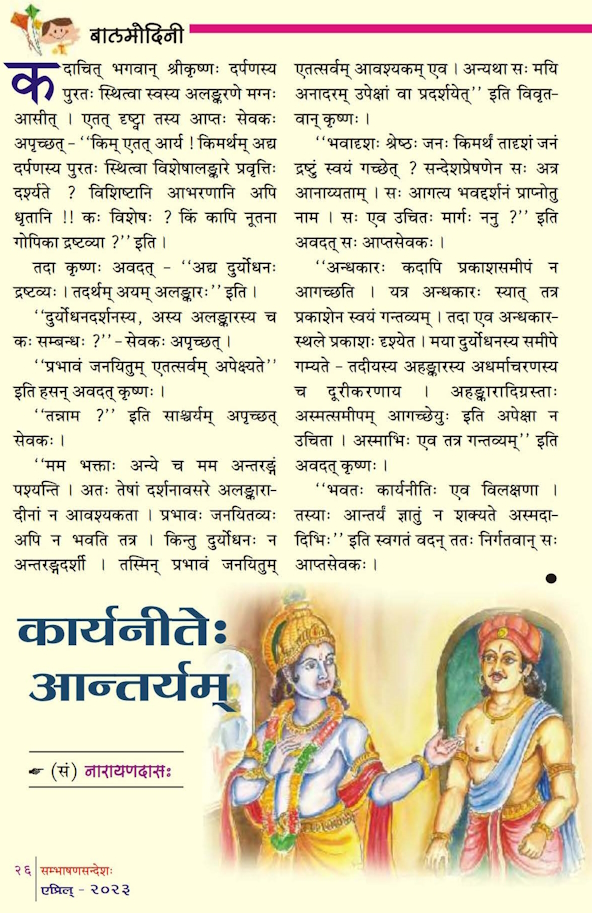 बालमोदिनी
कदाचित् भगवान् श्रीकृष्णः दर्पणस्य
पुरतः स्थित्वा स्वस्य अलङ्करणे मग्नः
आसीत् । एतत् दृष्ट्वा तस्य आप्तः सेवकः
अपृच्छत् – ‘‘किम् एतत् आर्य ! किमर्थम् अद्य
दर्पणस्य पुरतः स्थित्वा विशेषालङ्कारे प्रवृत्तिः
दर्श्यते ? विशिष्टानि आभरणानि अपि
धृतानि !! कः विशेषः ? किं कापि नूतना
गोपिका द्रष्टव्या ?’’ इति ।
तदा कृष्णः अवदत् – ‘‘अद्य दुर्योधनः
द्रष्टव्यः । तदर्थम् अयम् अलङ्कारः’’ इति ।
‘‘दुर्योधनदर्शनस्य, अस्य अलङ्कारस्य च
कः सम्बन्धः ?’’ – सेवकः अपृच्छत् ।
‘‘प्रभावं जनयितुम् एतत्सर्वम् अपेक्ष्यते’’
इति हसन् अवदत् कृष्णः ।
‘‘तन्नाम ?’’ इति साश्चर्यम् अपृच्छत्
सेवकः ।
‘‘मम भक्ताः अन्ये च मम अन्तरङ्गं
पश्यन्ति । अतः तेषां दर्शनावसरे अलङ्कारा-
दीनां न आवश्यकता । प्रभावः जनयितव्यः
अपि न भवति तत्र । किन्तु दुर्योधनः न
अन्तरङ्गदर्शी । तस्मिन् प्रभावं जनयितुम्
एतत्सर्वम् आवश्यकम् एव । अन्यथा सः मयि
अनादरम् उपेक्षां वा प्रदर्शयेत्’’ इति विवृत-
वान् कृष्णः ।
‘‘भवादृशः श्रेष्ठः जनः किमर्थं तादृशं जनं
द्रष्टुं स्वयं गच्छेत् ? सन्देशप्रेषणेन सः अत्र
आनाय्यताम् । सः आगत्य भवद्दर्शनं प्राप्नोतु
नाम । सः एव उचितः मार्गः ननु ?’’ इति
अवदत् सः आप्तसेवकः ।
‘‘अन्धकारः कदापि प्रकाशसमीपं न
आगच्छति । यत्र अन्धकारः स्यात् तत्र
प्रकाशेन स्वयं गन्तव्यम् । तदा एव अन्धकार-
स्थले प्रकाशः दृश्येत । मया दुर्योधनस्य समीपे
गम्यते – तदीयस्य अहङ्कारस्य अधर्माचरणस्य
च दूरीकरणाय । अहङ्कारादिग्रस्ताः
अस्मत्समीपम् आगच्छेयुः इति अपेक्षा न
उचिता । अस्माभिः एव तत्र गन्तव्यम्’’ इति
अवदत् कृष्णः ।
‘‘भवतः कार्यनीतिः एव विलक्षणा ।
तस्याः आन्तर्यं ज्ञातुं न शक्यते अस्मदा-
दिभिः’’ इति स्वगतं वदन् ततः निर्गतवान् सः
आप्तसेवकः ।
कार्यनीतेः
आन्तर्यम्
(सं) नारायणदासः
२६ सम्भाषणसन्देशः
एप्रिल् - २०२३